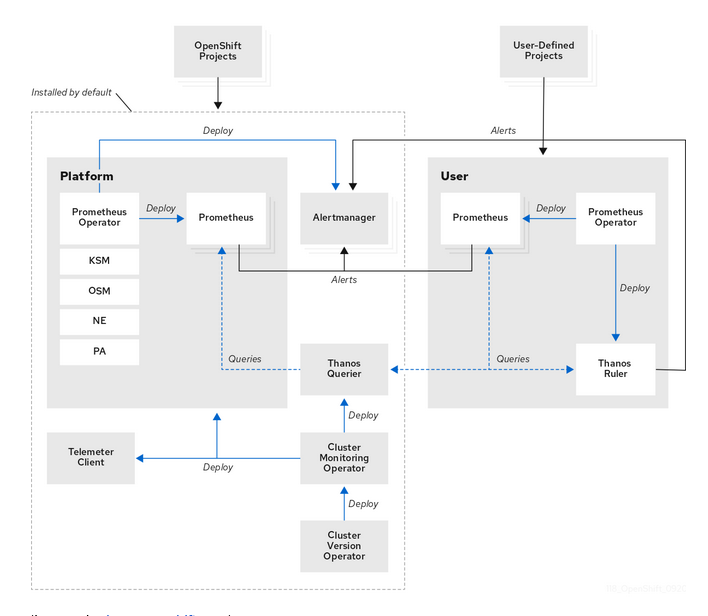 OpenShift
Projects
User-Defined
Projects
Installed by default
Deploy
Alerts
Platform
User
Prometheus
Operator
Deploy
Prometheus
Alertmanager
Prometheus
Deploy
Prometheus
Operator
KSM
OSM
NE
PA
Alerts
Deploy
Queries
Thanos
Querier
Queries
Thanos
Ruler
Deploy
Telemeter
Client
Deploy
Cluster
Monitoring
Operator
Deploy
Cluster
Version
Operator